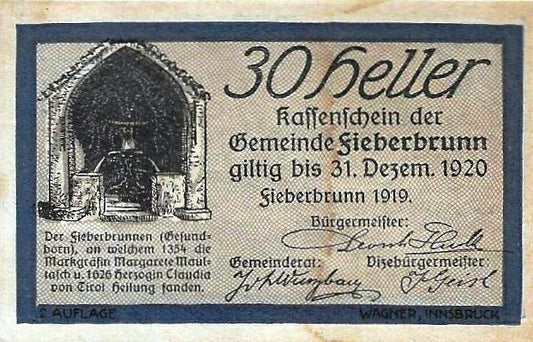 30 Heller
Kassenschein der
Gemeinde Fieberbrunn
giltig bis 31. Dezem. 1920
Fieberbrunn 1919.
Bürgermeister:
Gemeinderat:
Vizebürgermeister:
Der Fieberbrunnen (Gesund-
born), an welchem 1354 die
Markgräfin Margarete Maul-
tasch u. 1626 Herzogin Claudia
von Tirol Heilung fanden.
2 AUFLAGE
WAGNER, INNSBRUCK